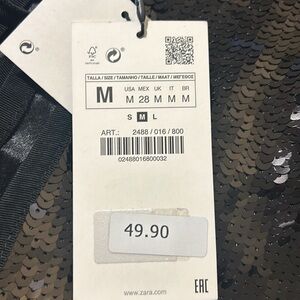 FSC
TALLA / SIZE / TAMANHO / TAILLE / MAAT / ΜΕΓΕΘΟΣ
M
USA MEX UK IT BR
M 28 M M M
S M L
ART.: 2488 / 016 / 800
02488016800032
49.90
www.zara.com
EAC